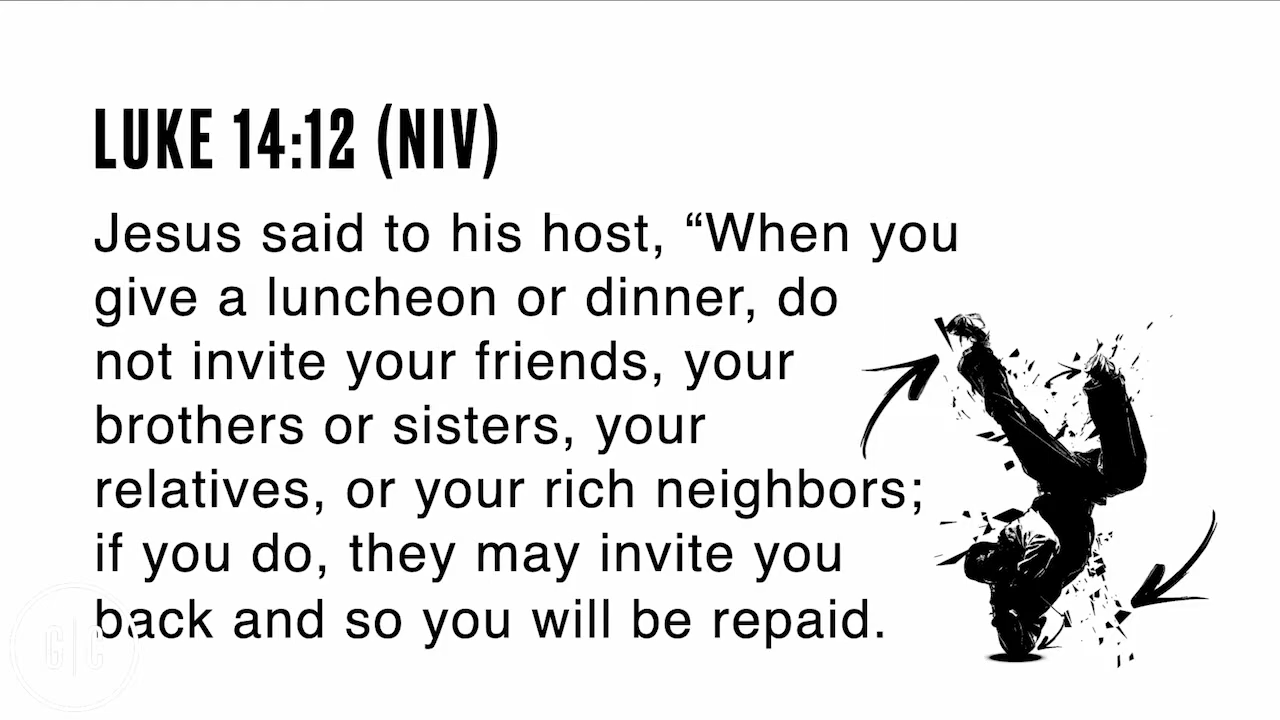 LUKE 14:12 (NIV)
Jesus said to his host, “When you
give a luncheon or dinner, do
not invite your friends, your
brothers or sisters, your
relatives, or your rich neighbors;
if you do, they may invite you
back and so you will be repaid.
G|C